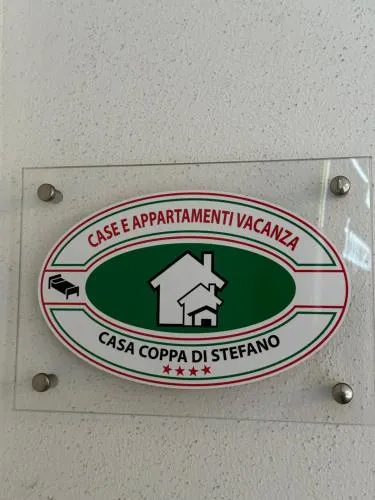 CASE E APPARTAMENTI VACANZA
CASA COPPA DI STEFANO